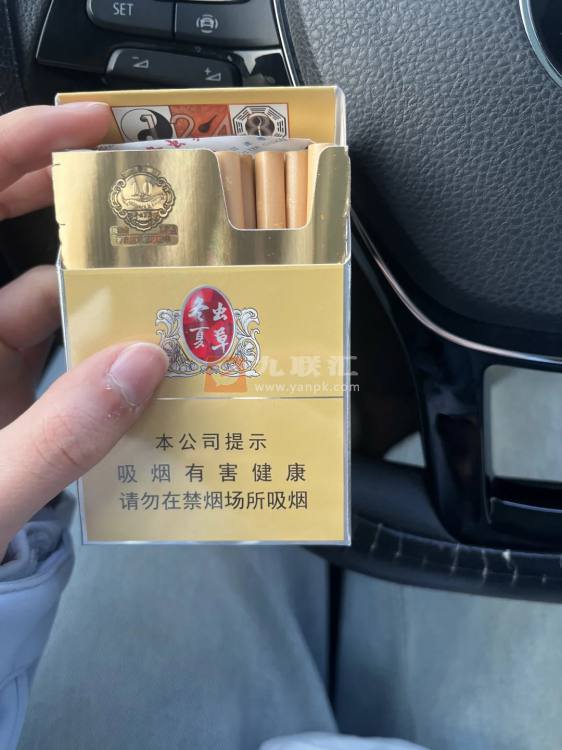 SET
冬虫
夏草
九联汇
www.yanpk.com
本公司提示
吸烟有害健康
请勿在禁烟场所吸烟